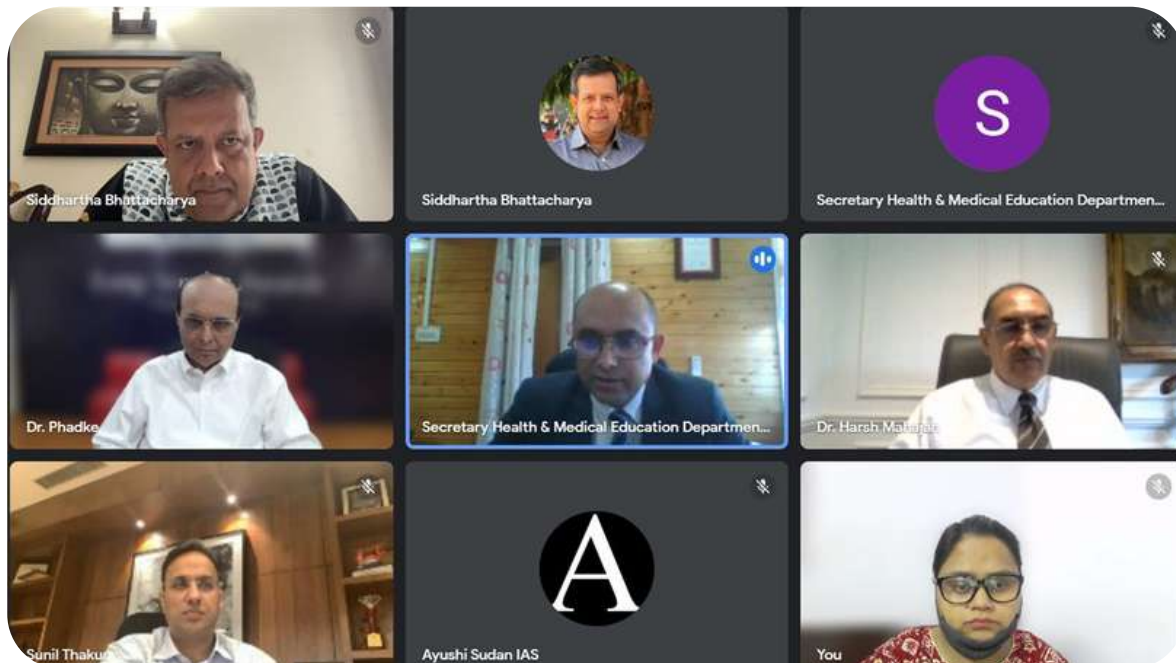 Siddhartha Bhattacharya
Siddhartha Bhattacharya
S
Secretary Health & Medical Education Departmen...
Dr. Phadke
Secretary Health & Medical Education Departmen...
Dr. Harsh Mahajan
Sunil Thakur
A
Ayushi Sudan IAS
You